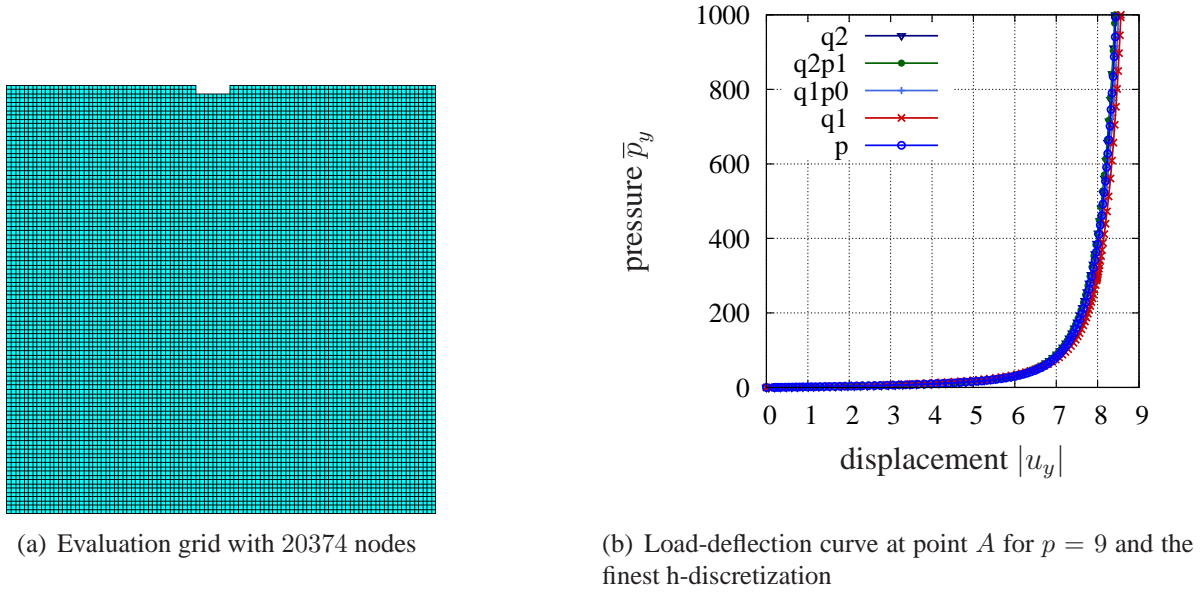 1000
800
600
400
200
0
pressure p̅_y
q2
q2p1
q1p0
q1
p
0 1 2 3 4 5 6 7 8 9
displacement |u_y|
(a) Evaluation grid with 20374 nodes
(b) Load-deflection curve at point A for p = 9 and the
finest h-discretization